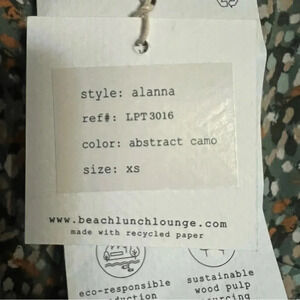 style: alanna
ref#: LPT3016
color: abstract camo
size: xs
www.beachlunchlounge.com
made with recycled paper
eco-responsible
sustainable
wood pulp